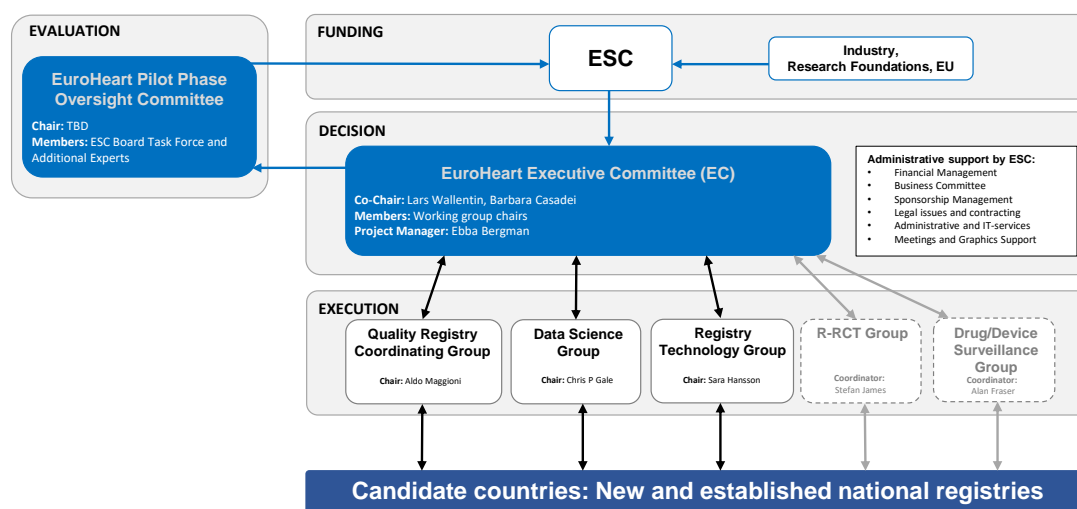 EVALUATION
EuroHeart Pilot Phase
Oversight Committee
Chair: TBD
Members: ESC Board Task Force and
Additional Experts
FUNDING
ESC
Industry,
Research Foundations, EU
DECISION
EuroHeart Executive Committee (EC)
Co-Chair: Lars Wallentin, Barbara Casadei
Members: Working group chairs
Project Manager: Ebba Bergman
Administrative support by ESC:
• Financial Management
• Business Committee
• Sponsorship Management
• Legal issues and contracting
• Administrative and IT-services
• Meetings and Graphics Support
EXECUTION
Quality Registry
Coordinating Group
Chair: Aldo Maggioni
Data Science
Group
Chair: Chris P Gale
Registry
Technology Group
Chair: Sara Hansson
R-RCT Group
Coordinator:
Stefan James
Drug/Device
Surveillance
Group
Coordinator:
Alan Fraser
Candidate countries: New and established national registries